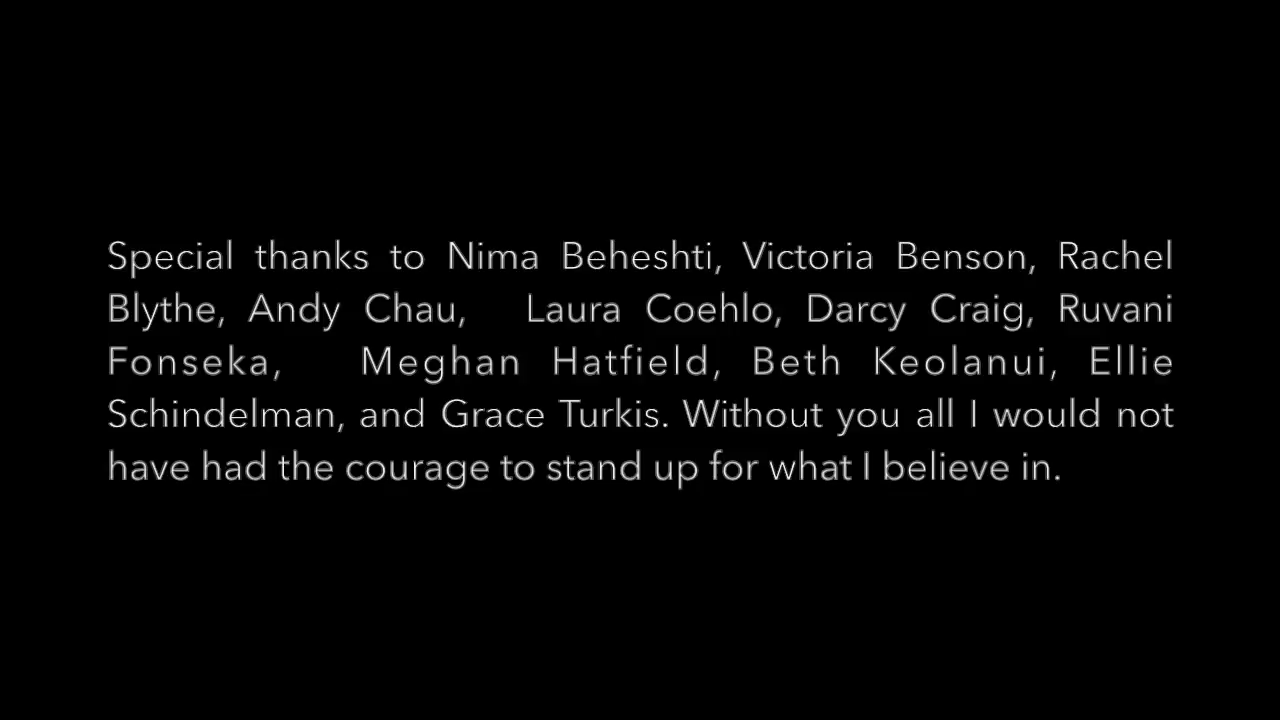 Special thanks to Nima Beheshti, Victoria Benson, Rachel
Blythe, Andy Chau, Laura Coehlo, Darcy Craig, Ruvani
Fonseka, Meghan Hatfield, Beth Keolanui, Ellie
Schindelman, and Grace Turkis. Without you all I would not
have had the courage to stand up for what I believe in.